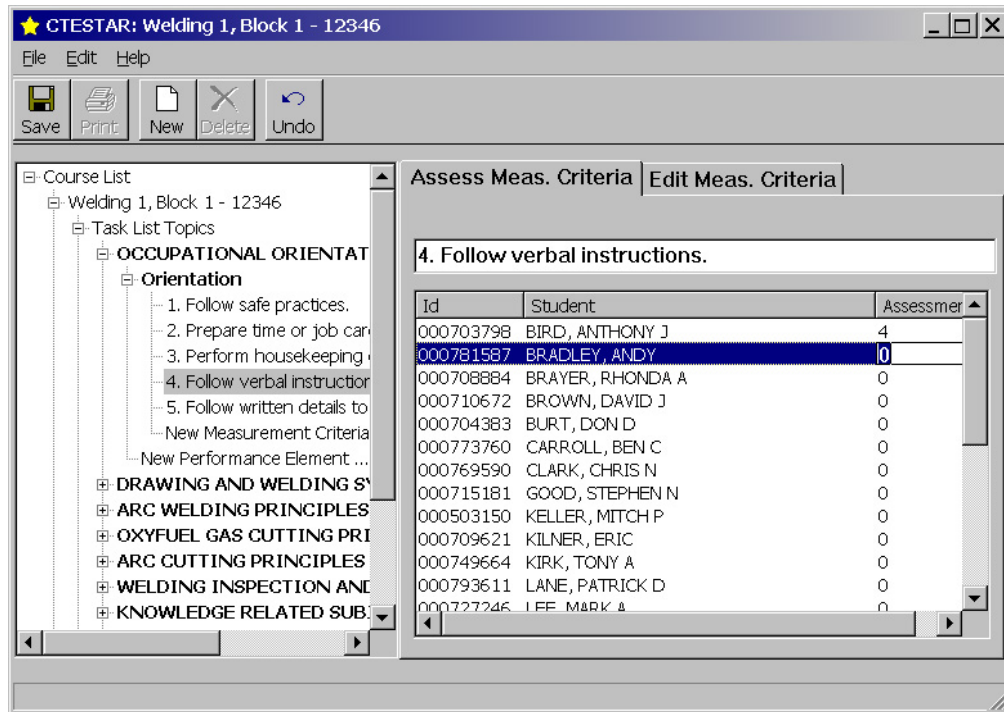 CTESTAR: Welding 1, Block 1 - 12346
File Edit Help
Save Print New Delete Undo
Course List
Welding 1, Block 1 - 12346
Task List Topics
OCCUPATIONAL ORIENTAT
Orientation
1. Follow safe practices.
2. Prepare time or job car
3. Perform housekeeping
4. Follow verbal instruction
5. Follow written details to
New Measurement Criteria
New Performance Element ...
DRAWING AND WELDING SY
ARC WELDING PRINCIPLES
OXYFUEL GAS CUTTING PRI
ARC CUTTING PRINCIPLES
WELDING INSPECTION AND
KNOWLEDGE RELATED SUBJ
Assess Meas. Criteria Edit Meas. Criteria
4. Follow verbal instructions.
Id Student Assessmen
000703798 BIRD, ANTHONY J 4
000781587 BRADLEY, ANDY 0
000708884 BRAYER, RHONDA A 0
000710672 BROWN, DAVID J 0
000704383 BURT, DON D 0
000773760 CARROLL, BEN C 0
000769590 CLARK, CHRIS N 0
000715181 GOOD, STEPHEN N 0
000503150 KELLER, MITCH P 0
000709621 KILNER, ERIC 0
000749664 KIRK, TONY A 0
000793611 LANE, PATRICK D 0
000727246 LEE, MARK A 0